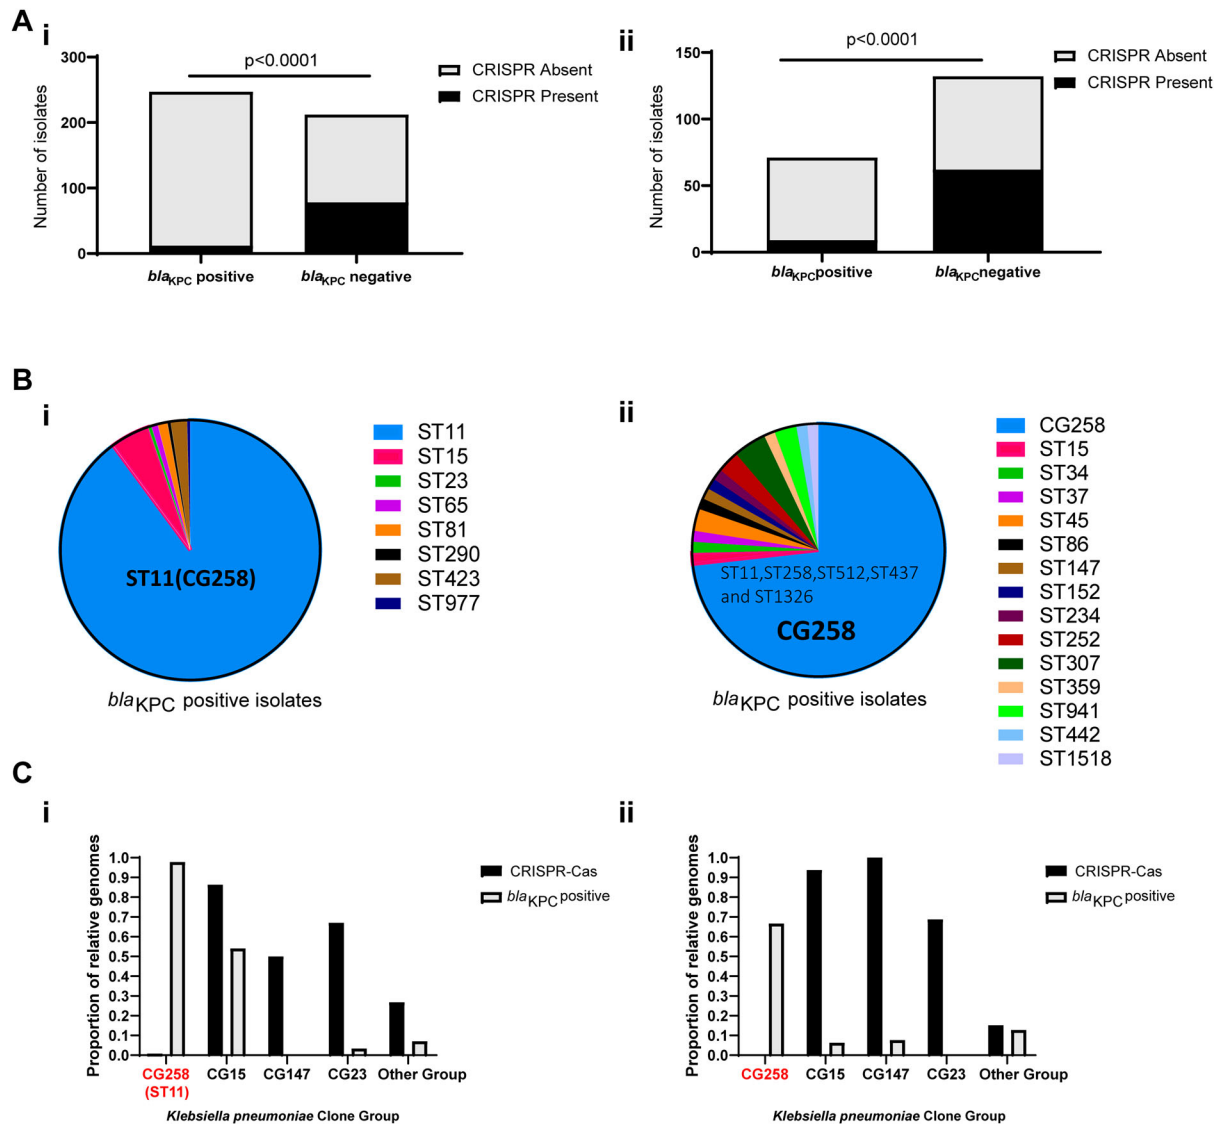 A
i
p<0.0001
CRISPR Absent
CRISPR Present
Number of isolates
300
200
100
0
blaKPC positive
blaKPC negative
ii
p<0.0001
CRISPR Absent
CRISPR Present
Number of isolates
150
100
50
0
blaKPCpositive
blaKPCnegative
B
i
ST11(CG258)
blaKPC positive isolates
ST11
ST15
ST23
ST65
ST81
ST290
ST423
ST977
ii
ST11,ST258,ST512,ST437
and ST1326
CG258
blaKPC positive isolates
CG258
ST15
ST34
ST37
ST45
ST86
ST147
ST152
ST234
ST252
ST307
ST359
ST941
ST442
ST1518
C
i
Proportion of relative genomes
1.0
0.9
0.8
0.7
0.6
0.5
0.4
0.3
0.2
0.1
0.0
CRISPR-Cas
blaKPC positive
CG258
(ST11)
CG15
CG147
CG23
Other Group
Klebsiella pneumoniae Clone Group
ii
Proportion of relative genomes
1.0
0.9
0.8
0.7
0.6
0.5
0.4
0.3
0.2
0.1
0.0
CRISPR-Cas
blaKPC positive
CG258
CG15
CG147
CG23
Other Group
Klebsiella pneumoniae Clone Group